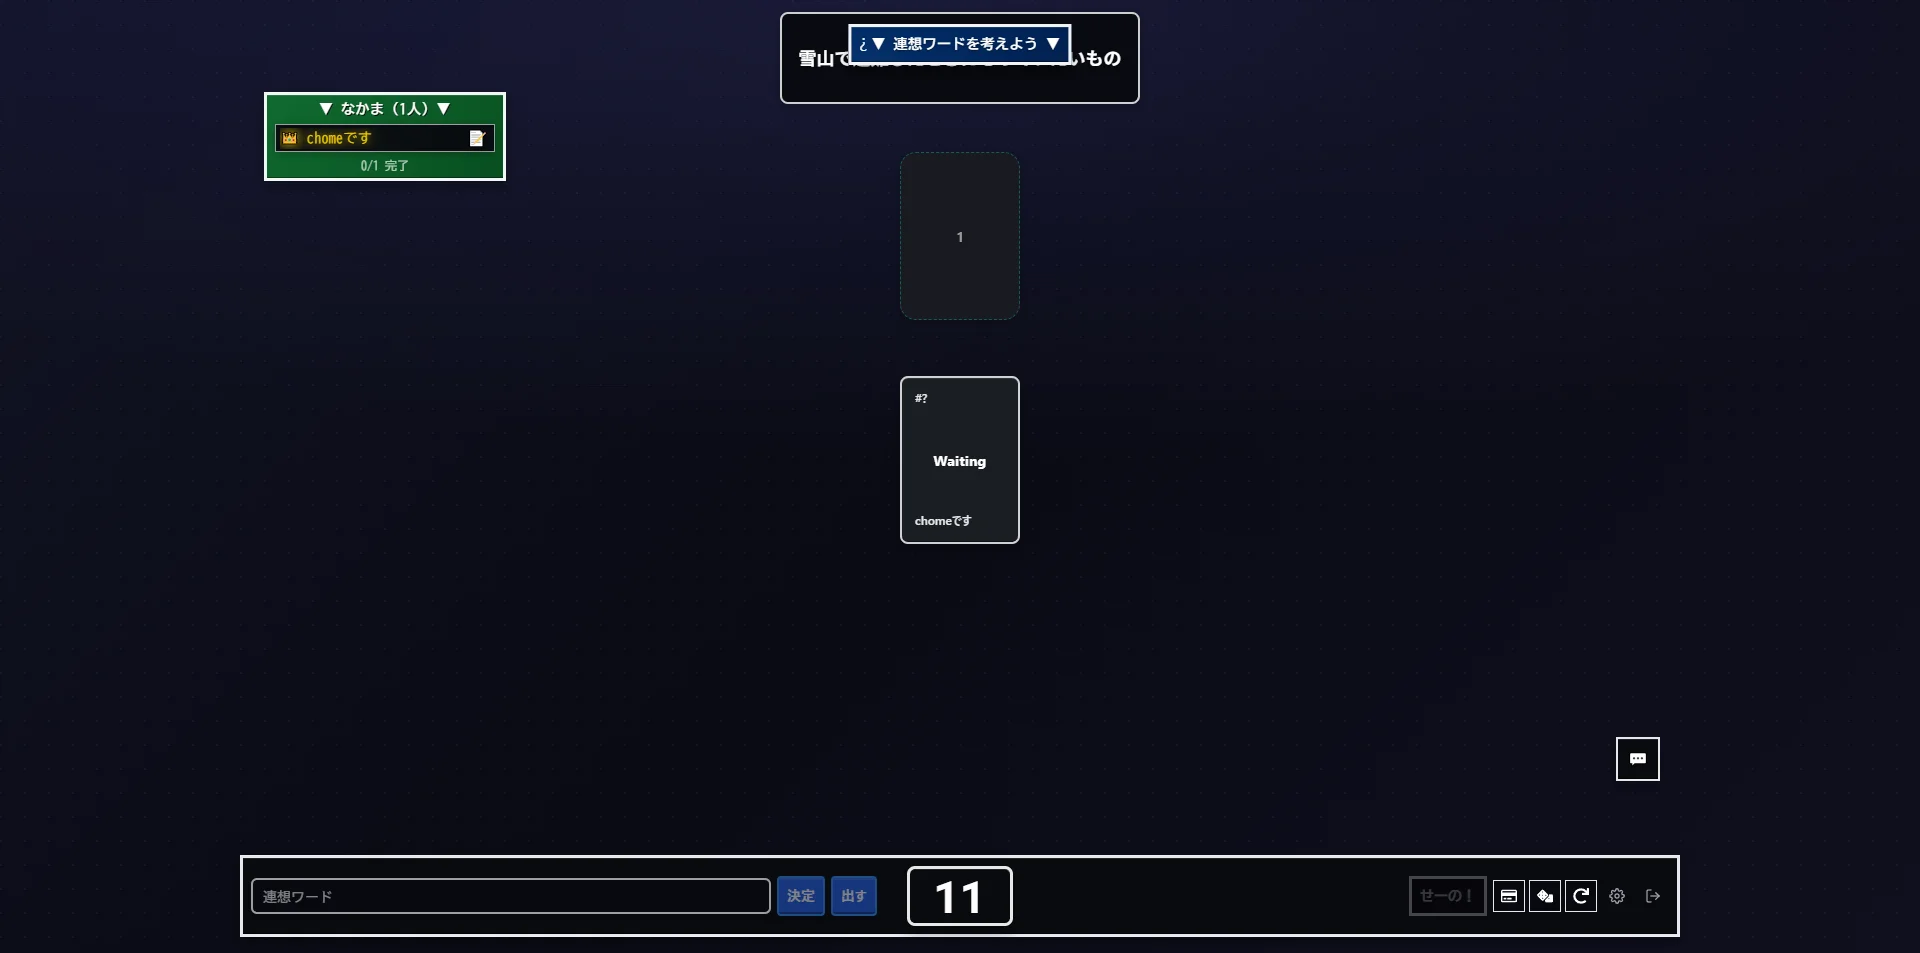 ¿ ▼ 連想ワードを考えよう ▼
雪山で
いもの
▼ なかま（1人）▼
chomeです
0/1 完了
1
#?
Waiting
chomeです
連想ワード
決定
出す
11
せーの！